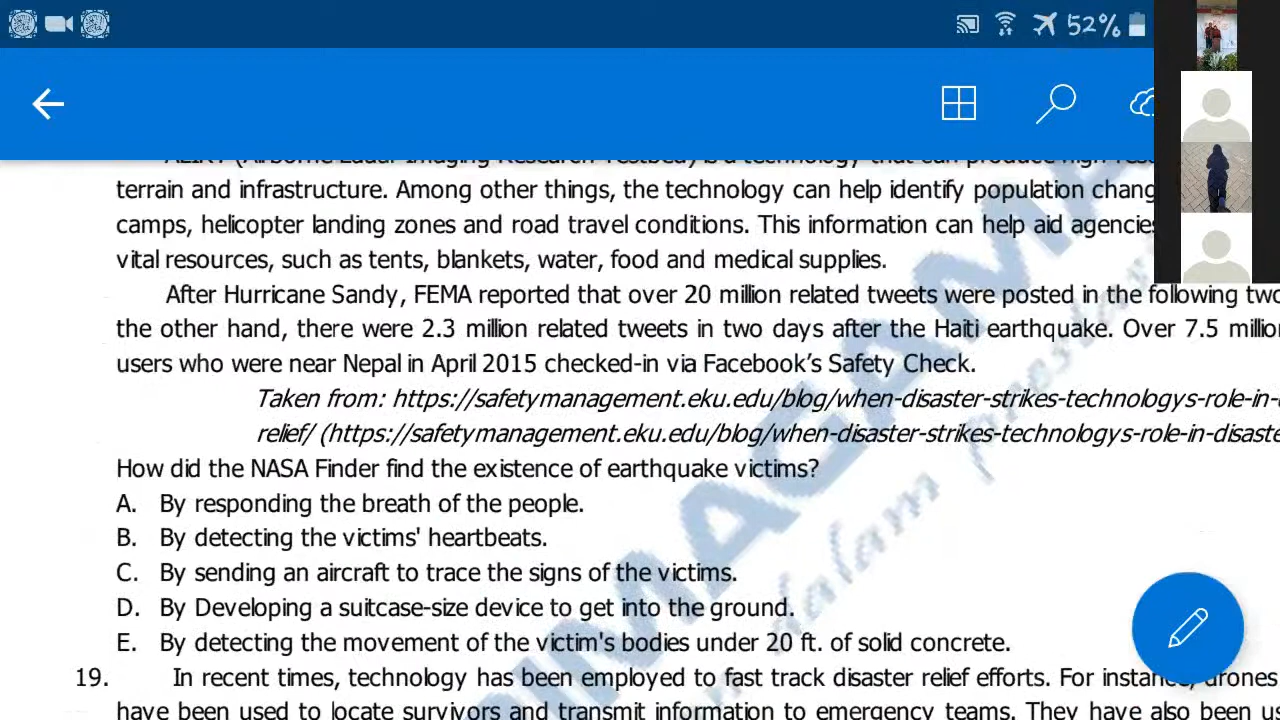 52%
terrain and infrastructure. Among other things, the technology can help identify population chang
camps, helicopter landing zones and road travel conditions. This information can help aid agencies
vital resources, such as tents, blankets, water, food and medical supplies.
After Hurricane Sandy, FEMA reported that over 20 million related tweets were posted in the following two
the other hand, there were 2.3 million related tweets in two days after the Haiti earthquake. Over 7.5 million
users who were near Nepal in April 2015 checked-in via Facebook's Safety Check.
Taken from: https://safetymanagement.eku.edu/blog/when-disaster-strikes-technologys-role-in-
relief/ (https://safetymanagement.eku.edu/blog/when-disaster-strikes-technologys-role-in-disaste
How did the NASA Finder find the existence of earthquake victims?
A. By responding the breath of the people.
B. By detecting the victims' heartbeats.
C. By sending an aircraft to trace the signs of the victims.
D. By Developing a suitcase-size device to get into the ground.
E. By detecting the movement of the victim's bodies under 20 ft. of solid concrete.
19. In recent times, technology has been employed to fast track disaster relief efforts. For instance, drones
have been used to locate survivors and transmit information to emergency teams. They have also been us